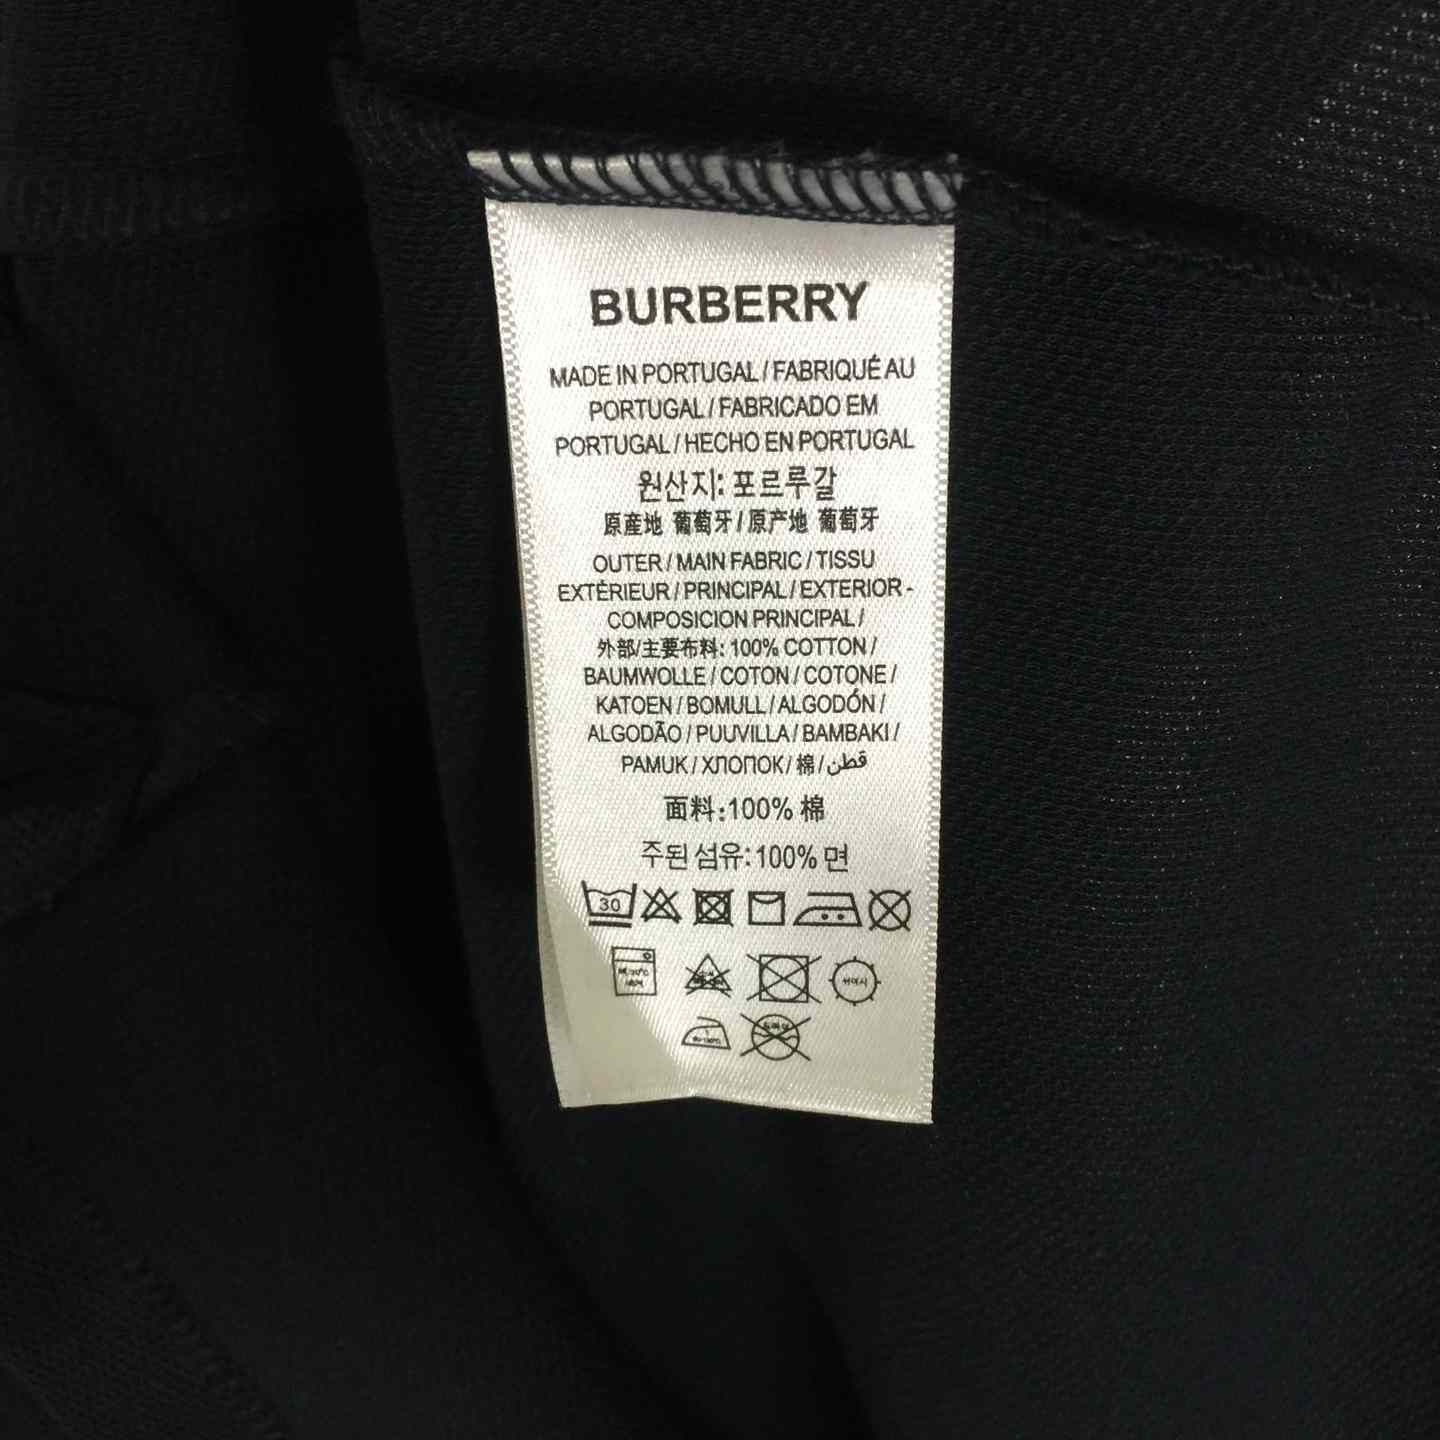 BURBERRY
MADE IN PORTUGAL / FABRIQUÉ AU
PORTUGAL / FABRICADO EM
PORTUGAL / HECHO EN PORTUGAL
원산지: 포르루갈
原産地 葡萄牙 / 原产地 葡萄牙
OUTER / MAIN FABRIC / TISSU
EXTÉRIEUR / PRINCIPAL / EXTERIOR -
COMPOSICION PRINCIPAL /
外部/主要布料: 100% COTTON /
BAUMWOLLE / COTON / COTONE /
KATOEN / BOMULL / ALGODÓN /
ALGODÃO / PUUVILLA / BAMBAKI /
PAMUK / ХЛОПОК / 棉 / قطن
面料:100% 棉
주된 섬유:100% 면
30